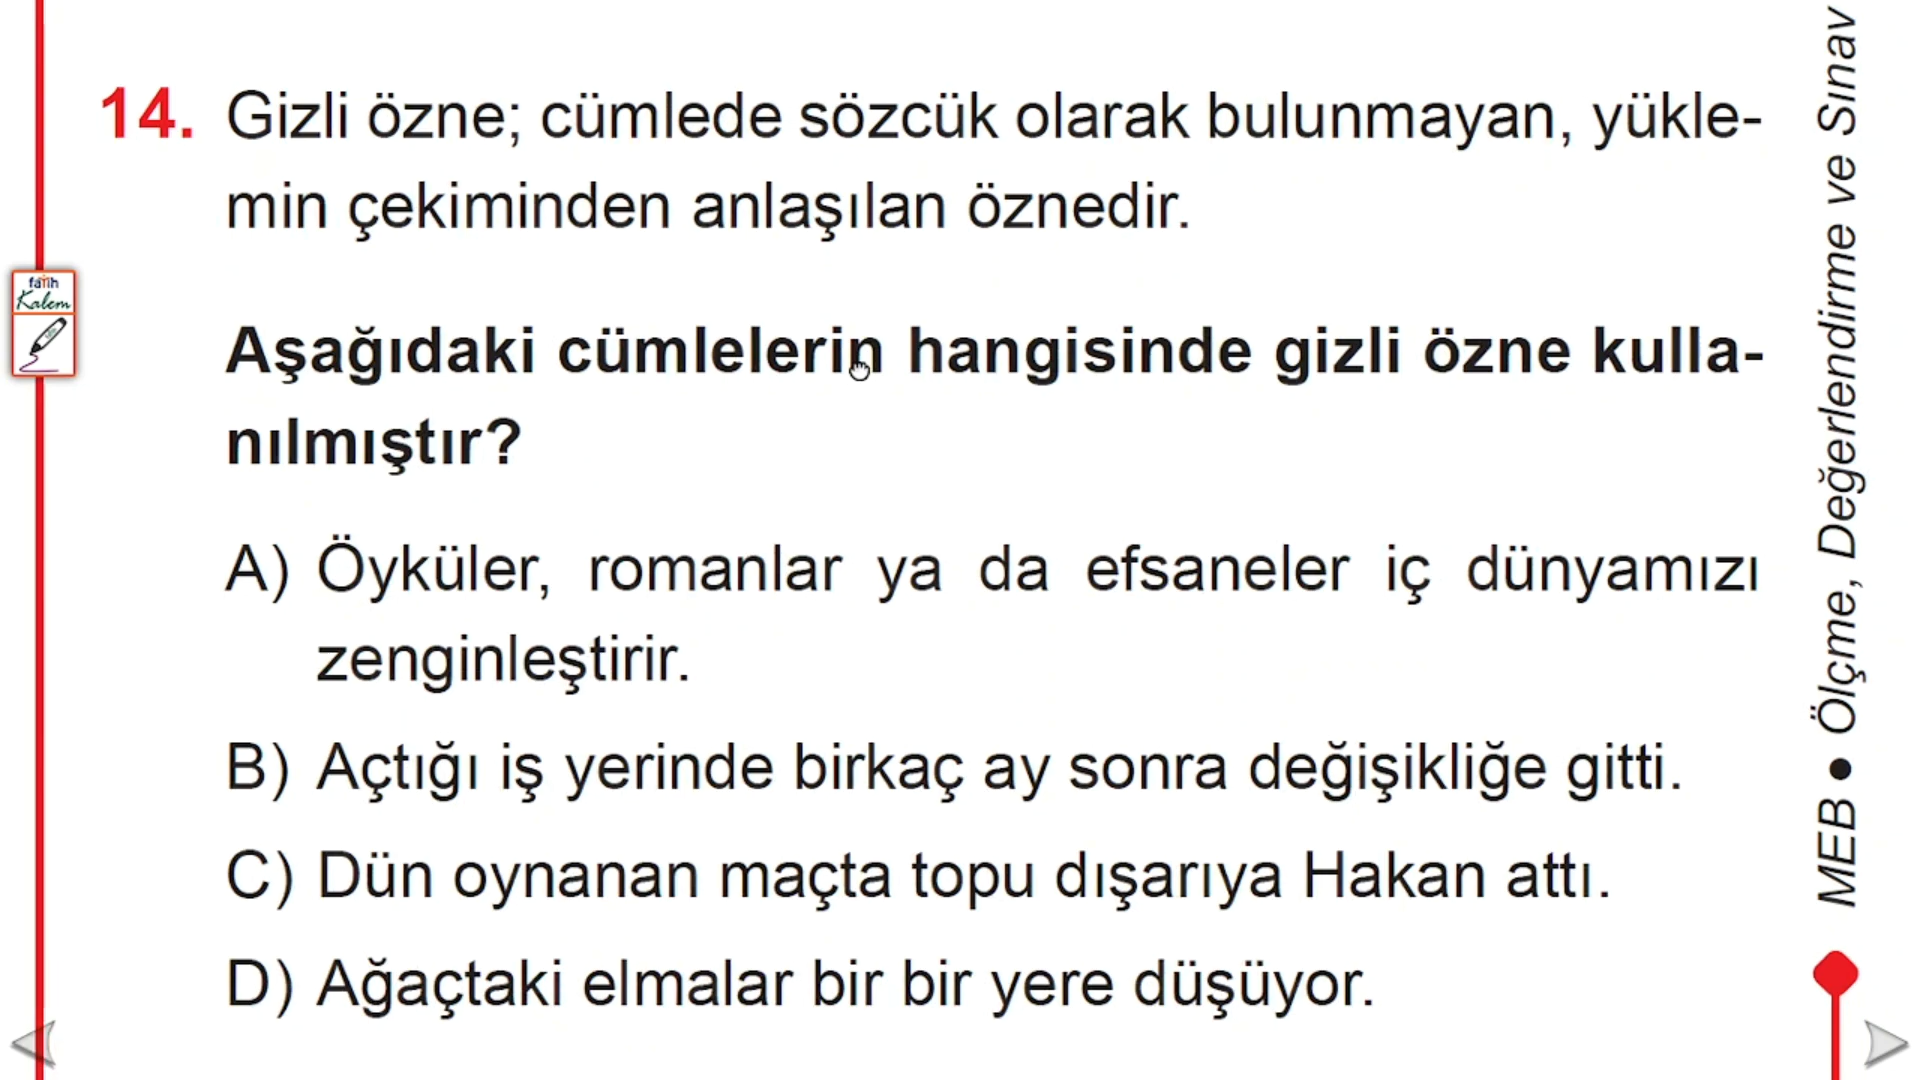 14. Gizli özne; cümlede sözcük olarak bulunmayan, yükle-
min çekiminden anlaşılan öznedir.
Aşağıdaki cümlelerin hangisinde gizli özne kulla-
nılmıştır?
A) Öyküler, romanlar ya da efsaneler iç dünyamızı
zenginleştirir.
B) Açtığı iş yerinde birkaç ay sonra değişikliğe gitti.
C) Dün oynanan maçta topu dışarıya Hakan attı.
D) Ağaçtaki elmalar bir bir yere düşüyor.
fatih
Kalem
MEB ● Ölçme, Değerlendirme ve Sınav